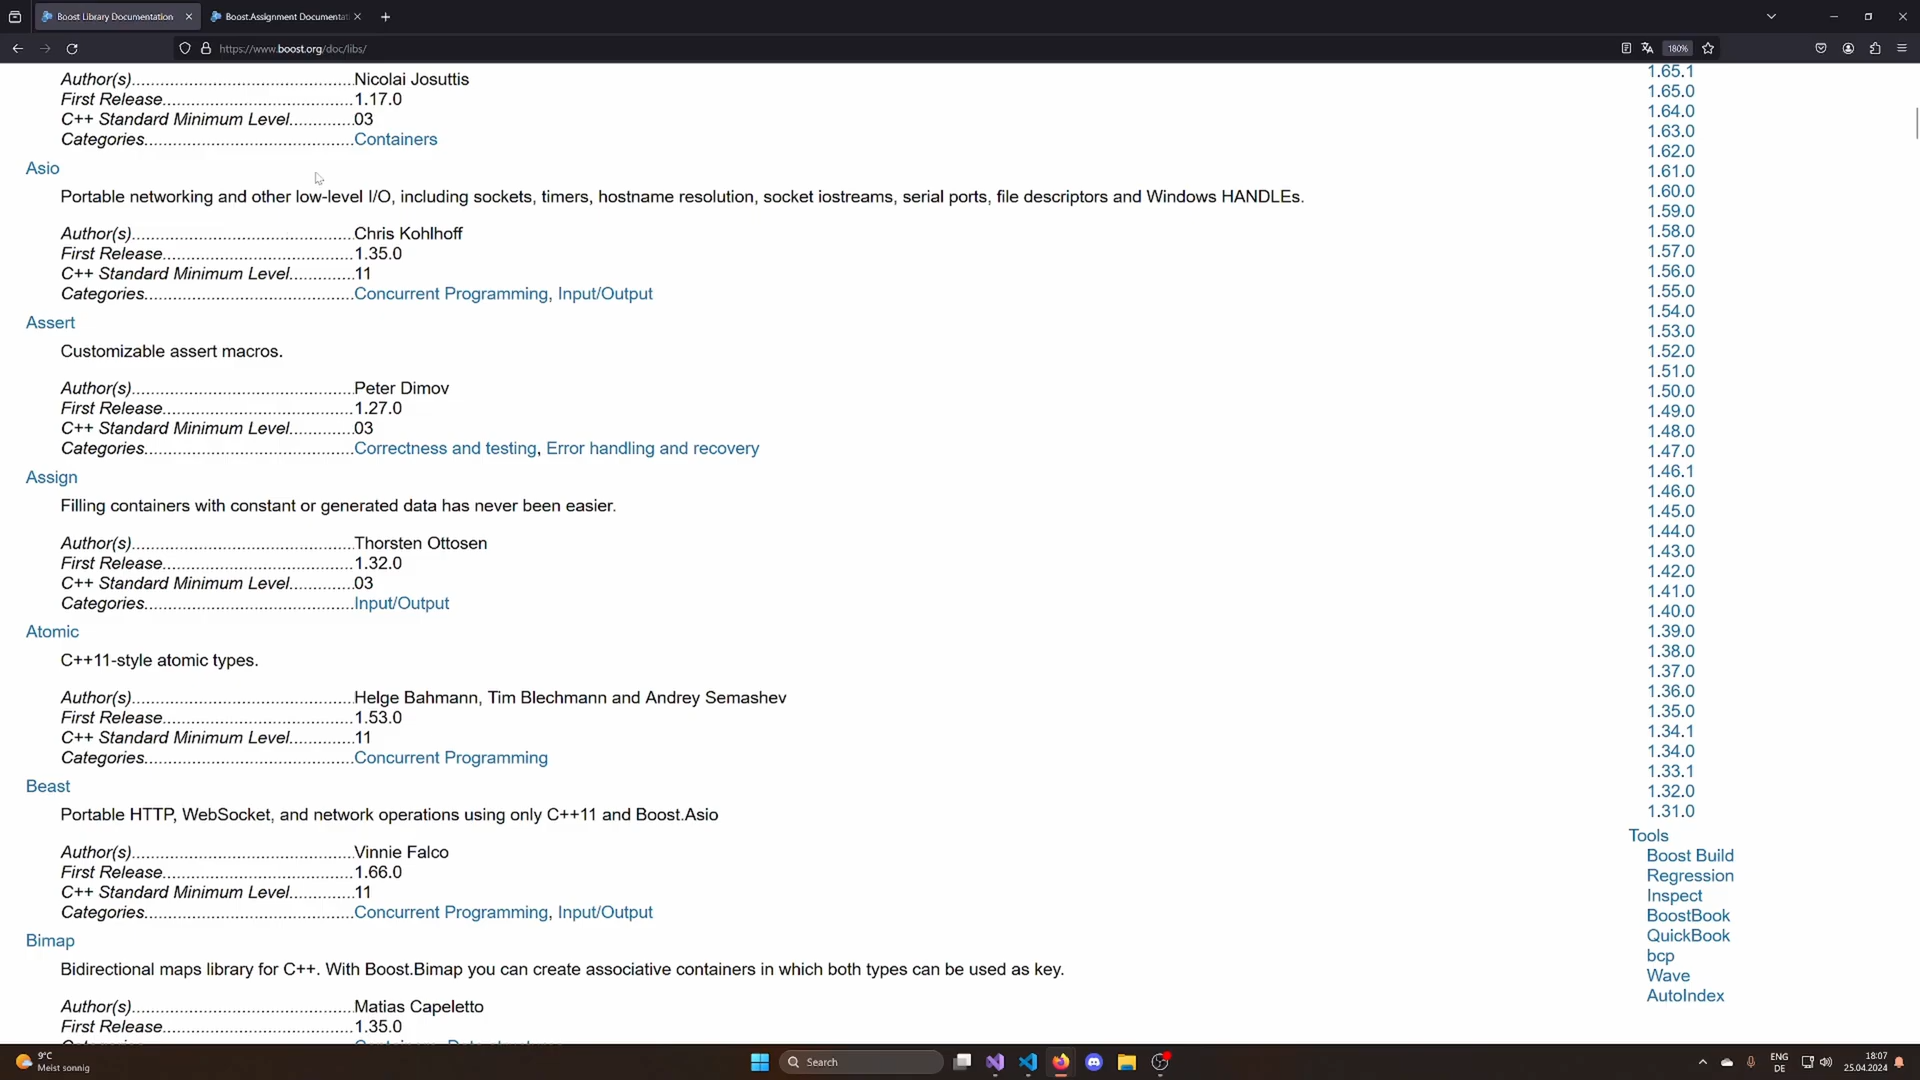 Boost Library Documentation
Boost.Assignment Documentat
https://www.boost.org/doc/libs/
180%
Author(s)............................................Nicolai Josuttis
First Release......................................1.17.0
C++ Standard Minimum Level.............03
Categories..........................................Containers
Asio
Portable networking and other low-level I/O, including sockets, timers, hostname resolution, socket iostreams, serial ports, file descriptors and Windows HANDLEs.
Author(s)............................................Chris Kohlhoff
First Release......................................1.35.0
C++ Standard Minimum Level.............11
Categories..........................................Concurrent Programming, Input/Output
Assert
Customizable assert macros.
Author(s)............................................Peter Dimov
First Release......................................1.27.0
C++ Standard Minimum Level.............03
Categories..........................................Correctness and testing, Error handling and recovery
Assign
Filling containers with constant or generated data has never been easier.
Author(s)............................................Thorsten Ottosen
First Release......................................1.32.0
C++ Standard Minimum Level.............03
Categories..........................................Input/Output
Atomic
C++11-style atomic types.
Author(s)............................................Helge Bahmann, Tim Blechmann and Andrey Semashev
First Release......................................1.53.0
C++ Standard Minimum Level.............11
Categories..........................................Concurrent Programming
Beast
Portable HTTP, WebSocket, and network operations using only C++11 and Boost.Asio
Author(s)............................................Vinnie Falco
First Release......................................1.66.0
C++ Standard Minimum Level.............11
Categories..........................................Concurrent Programming, Input/Output
Bimap
Bidirectional maps library for C++. With Boost.Bimap you can create associative containers in which both types can be used as key.
Author(s)............................................Matias Capeletto
First Release......................................1.35.0
1.65.1
1.65.0
1.64.0
1.63.0
1.62.0
1.61.0
1.60.0
1.59.0
1.58.0
1.57.0
1.56.0
1.55.0
1.54.0
1.53.0
1.52.0
1.51.0
1.50.0
1.49.0
1.48.0
1.47.0
1.46.1
1.46.0
1.45.0
1.44.0
1.43.0
1.42.0
1.41.0
1.40.0
1.39.0
1.38.0
1.37.0
1.36.0
1.35.0
1.34.1
1.34.0
1.33.1
1.32.0
1.31.0
Tools
Boost Build
Regression
Inspect
BoostBook
QuickBook
bcp
Wave
AutoIndex
9°C
Meist sonnig
Search
ENG
DE
18:07
25.04.2024